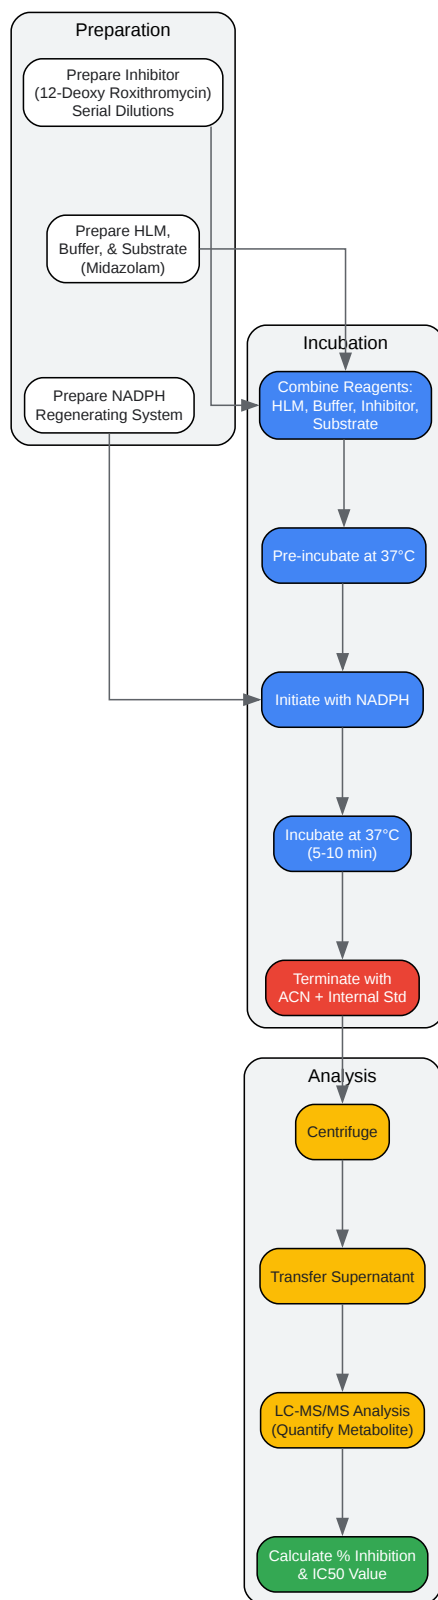 Preparation
Prepare Inhibitor
(12-Deoxy Roxithromycin)
Serial Dilutions
Prepare HLM,
Buffer, & Substrate
(Midazolam)
Prepare NADPH
Regenerating System
Incubation
Combine Reagents:
HLM, Buffer, Inhibitor,
Substrate
Pre-incubate at 37°C
Initiate with NADPH
Incubate at 37°C
(5-10 min)
Terminate with
ACN + Internal Std
Analysis
Centrifuge
Transfer Supernatant
LC-MS/MS Analysis
(Quantify Metabolite)
Calculate % Inhibition
& IC50 Value